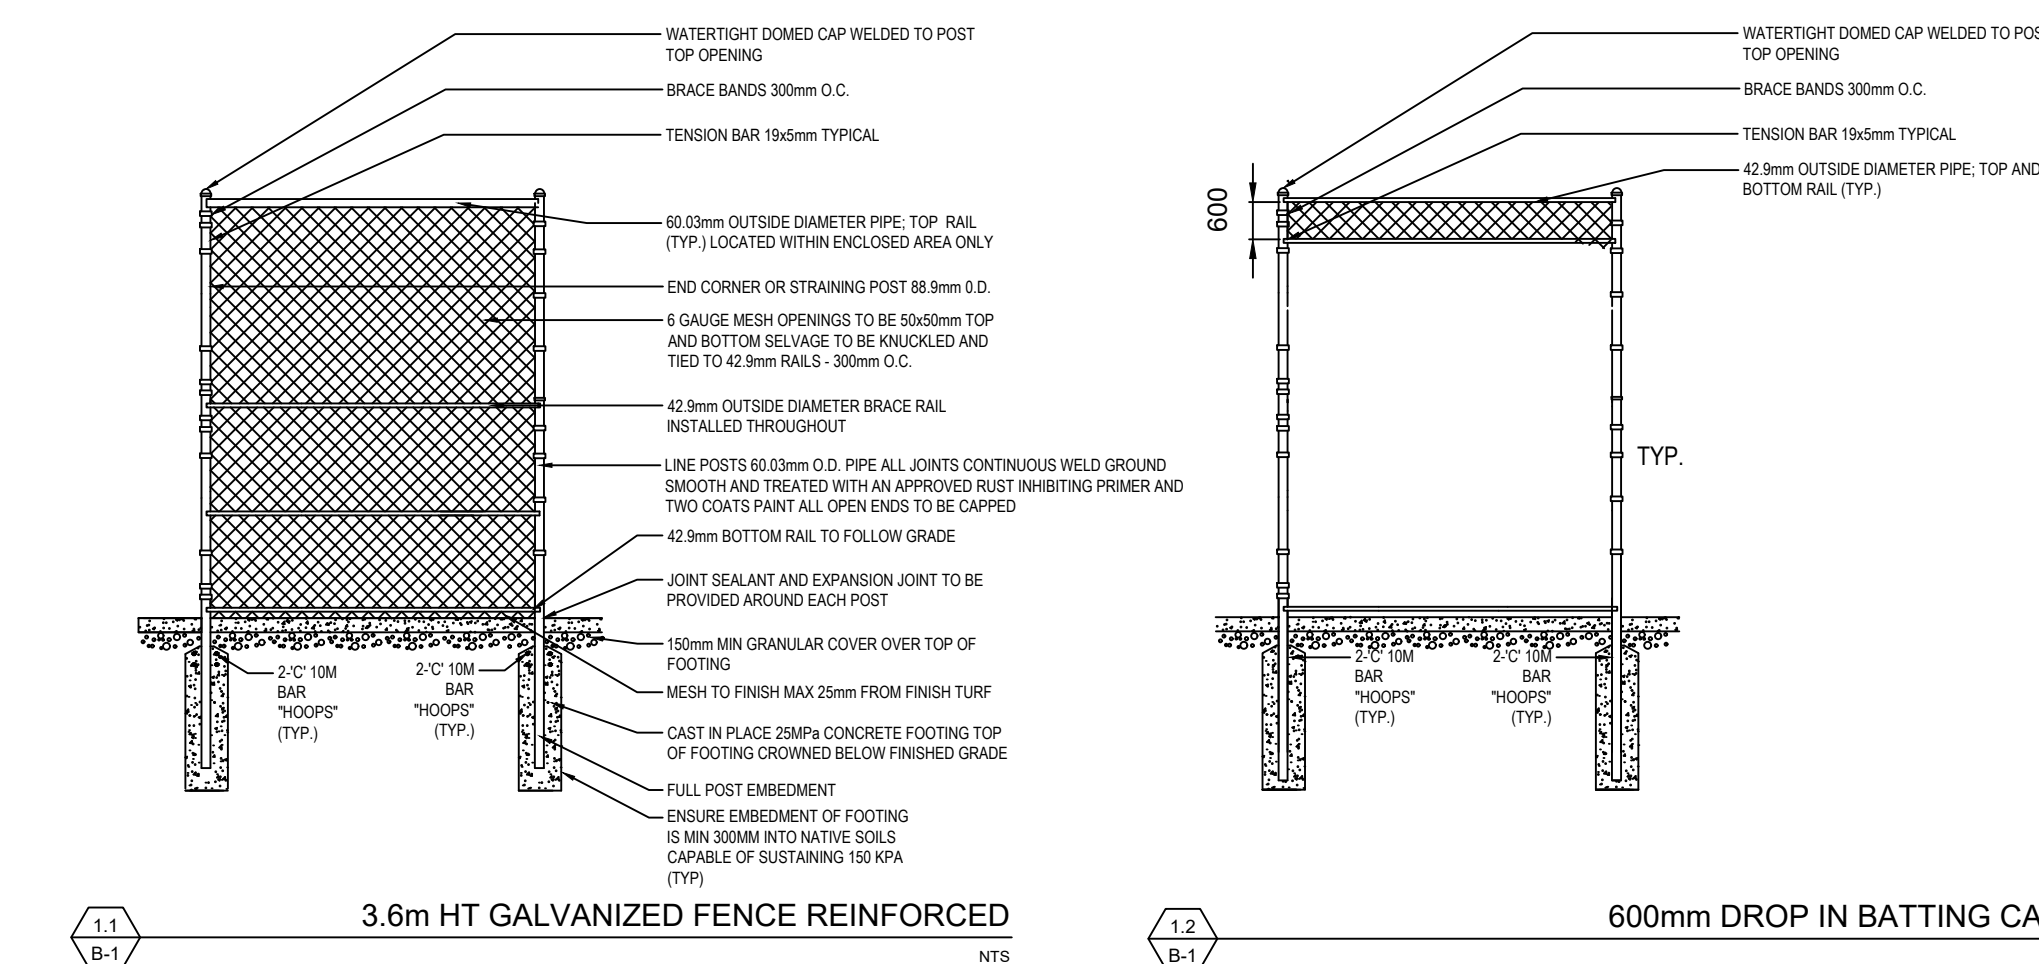 WATERTIGHT DOMED CAP WELDED TO POST
TOP OPENING
BRACE BANDS 300mm O.C.
TENSION BAR 19x5mm TYPICAL
60.03mm OUTSIDE DIAMETER PIPE; TOP RAIL
(TYP.) LOCATED WITHIN ENCLOSED AREA ONLY
END CORNER OR STRAINING POST 88.9mm 0.D.
6 GAUGE MESH OPENINGS TO BE 50x50mm TOP
AND BOTTOM SELVAGE TO BE KNUCKLED AND
TIED TO 42.9mm RAILS - 300mm O.C.
42.9mm OUTSIDE DIAMETER BRACE RAIL
INSTALLED THROUGHOUT
LINE POSTS 60.03mm O.D. PIPE ALL JOINTS CONTINUOUS WELD GROUND
SMOOTH AND TREATED WITH AN APPROVED RUST INHIBITING PRIMER AND
TWO COATS PAINT ALL OPEN ENDS TO BE CAPPED
42.9mm BOTTOM RAIL TO FOLLOW GRADE
JOINT SEALANT AND EXPANSION JOINT TO BE
PROVIDED AROUND EACH POST
150mm MIN GRANULAR COVER OVER TOP OF
FOOTING
MESH TO FINISH MAX 25mm FROM FINISH TURF
CAST IN PLACE 25MPa CONCRETE FOOTING TOP
OF FOOTING CROWNED BELOW FINISHED GRADE
FULL POST EMBEDMENT
ENSURE EMBEDMENT OF FOOTING
IS MIN 300MM INTO NATIVE SOILS
CAPABLE OF SUSTAINING 150 KPA
(TYP)
2-'C' 10M
BAR
"HOOPS"
(TYP.)
2-'C' 10M
BAR
"HOOPS"
(TYP.)
1.1
B-1
3.6m HT GALVANIZED FENCE REINFORCED
NTS
WATERTIGHT DOMED CAP WELDED TO POS
TOP OPENING
BRACE BANDS 300mm O.C.
TENSION BAR 19x5mm TYPICAL
42.9mm OUTSIDE DIAMETER PIPE; TOP AND
BOTTOM RAIL (TYP.)
600
TYP.
2-'C' 10M
BAR
"HOOPS"
(TYP.)
2-'C' 10M
BAR
"HOOPS"
(TYP.)
1.2
B-1
600mm DROP IN BATTING CA